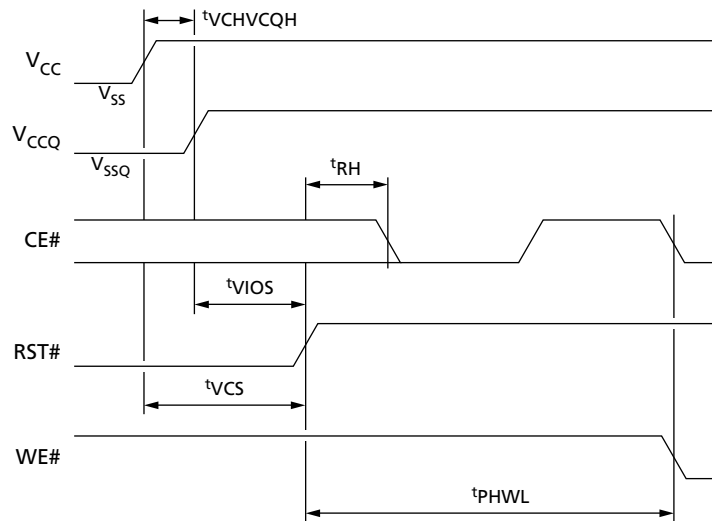 tVCHVCQH
VCC
VSS
VCCQ
VSSQ
tRH
CE#
tVIOS
RST#
tVCS
WE#
tPHWL